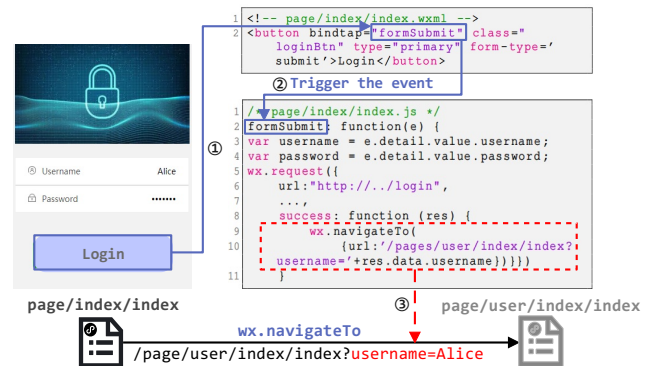 Username Alice
Password •••••••
Login
page/index/index
①
1 <!-- page/index/index.wxml -->
2 <button bindtap="formSubmit" class="
loginBtn" type="primary" form-type='
submit'>Login</button>
② Trigger the event
1 /* page/index/index.js */
2 formSubmit: function(e) {
3 var username = e.detail.value.username;
4 var password = e.detail.value.password;
5 wx.request({
6 url:"http://../login",
7 ...,
8 success: function (res) {
9 wx.navigateTo(
10 {url:'/pages/user/index/index?
username='+res.data.username})}})
11 }
③
page/user/index/index
wx.navigateTo
/page/user/index/index?username=Alice